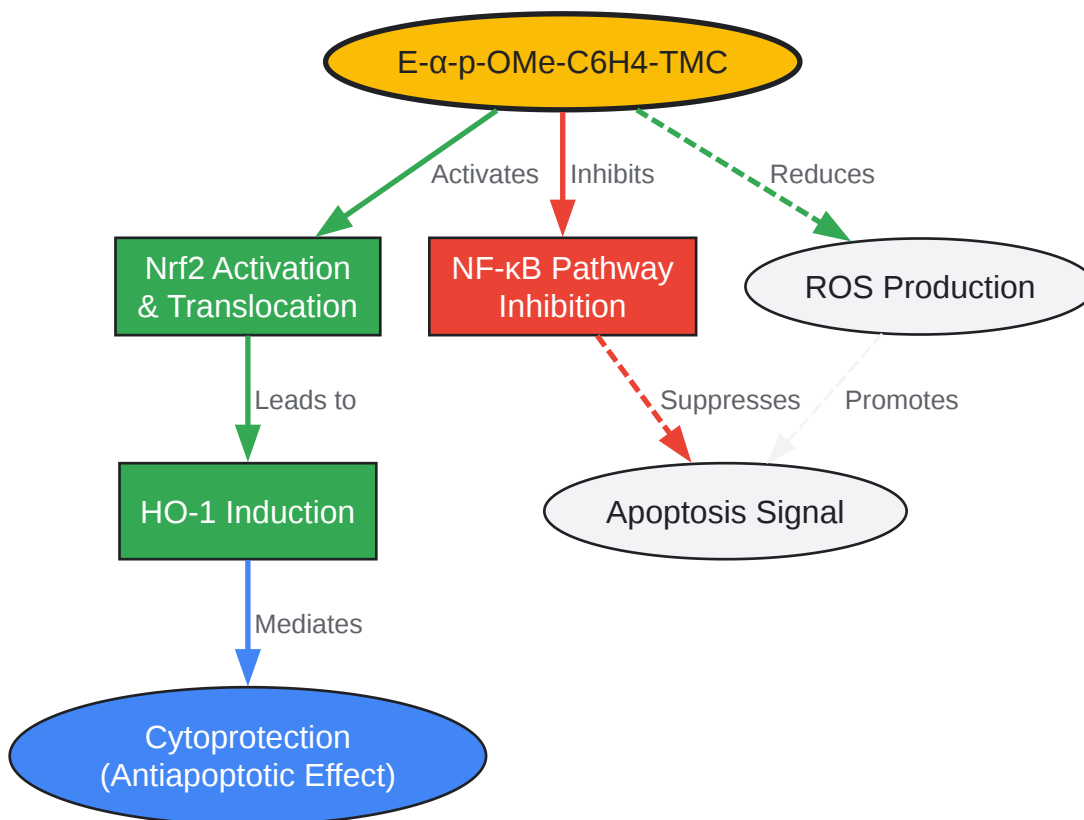 E-α-p-OMe-C6H4-TMC
Activates
Inhibits
Reduces
Nrf2 Activation
& Translocation
NF-κB Pathway
Inhibition
ROS Production
Leads to
Suppresses
Promotes
HO-1 Induction
Apoptosis Signal
Mediates
Cytoprotection
(Antiapoptotic Effect)